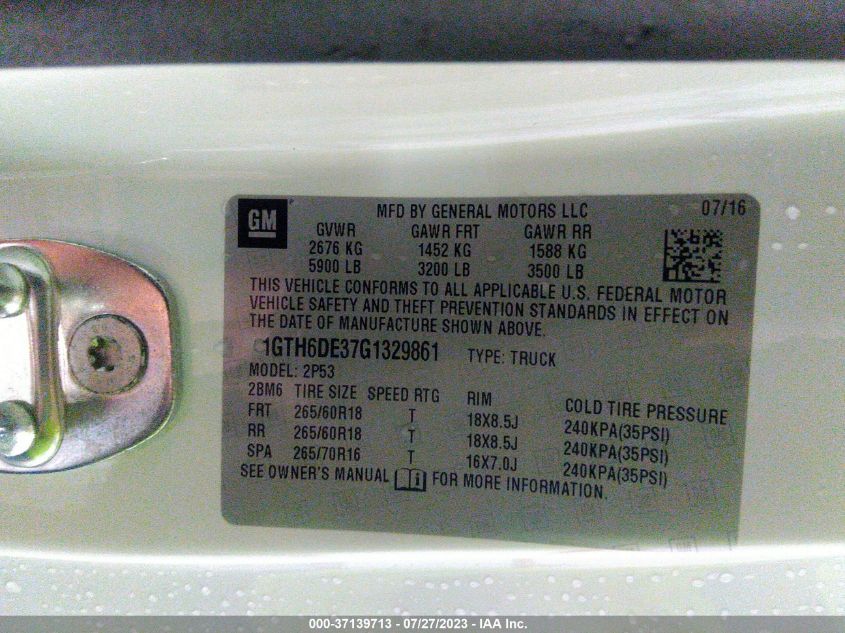 GM
MFD BY GENERAL MOTORS LLC 07/16
GVWR GAWR FRT GAWR RR
2676 KG 1452 KG 1588 KG
5900 LB 3200 LB 3500 LB
THIS VEHICLE CONFORMS TO ALL APPLICABLE U.S. FEDERAL MOTOR
VEHICLE SAFETY AND THEFT PREVENTION STANDARDS IN EFFECT ON
THE DATE OF MANUFACTURE SHOWN ABOVE.
1GTH6DE37G1329861 TYPE: TRUCK
MODEL: 2P53
2BM6 TIRE SIZE SPEED RTG RIM COLD TIRE PRESSURE
FRT 265/60R18 T 18X8.5J 240KPA(35PSI)
RR 265/60R18 T 18X8.5J 240KPA(35PSI)
SPA 265/70R16 T 16X7.0J 240KPA(35PSI)
SEE OWNER'S MANUAL FOR MORE INFORMATION.
000-37139713 - 07/27/2023 - IAA Inc.